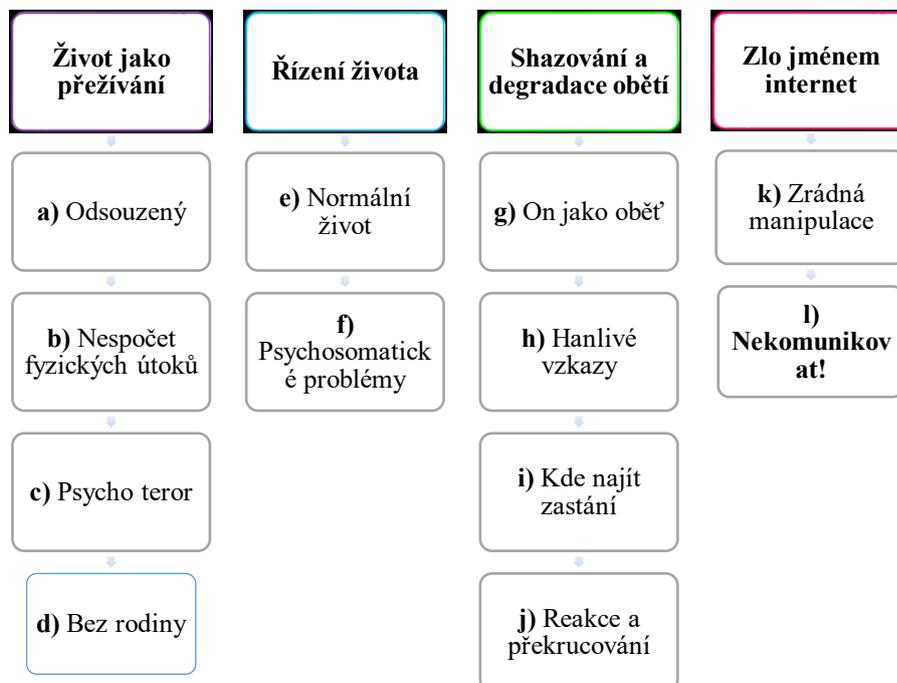 Život jako
přežívání
a) Odsouzený
b) Nespočet
fyzických útoků
c) Psycho teror
d) Bez rodiny
Řízení života
e) Normální
život
f)
Psychosomatick
é problémy
Shazování a
degradace obětí
g) On jako oběť
h) Hanlivé
vzkazy
i) Kde najít
zastání
j) Reakce a
překrucování
Zlo jménem
internet
k) Zrádná
manipulace
l)
Nekomunikov
at!